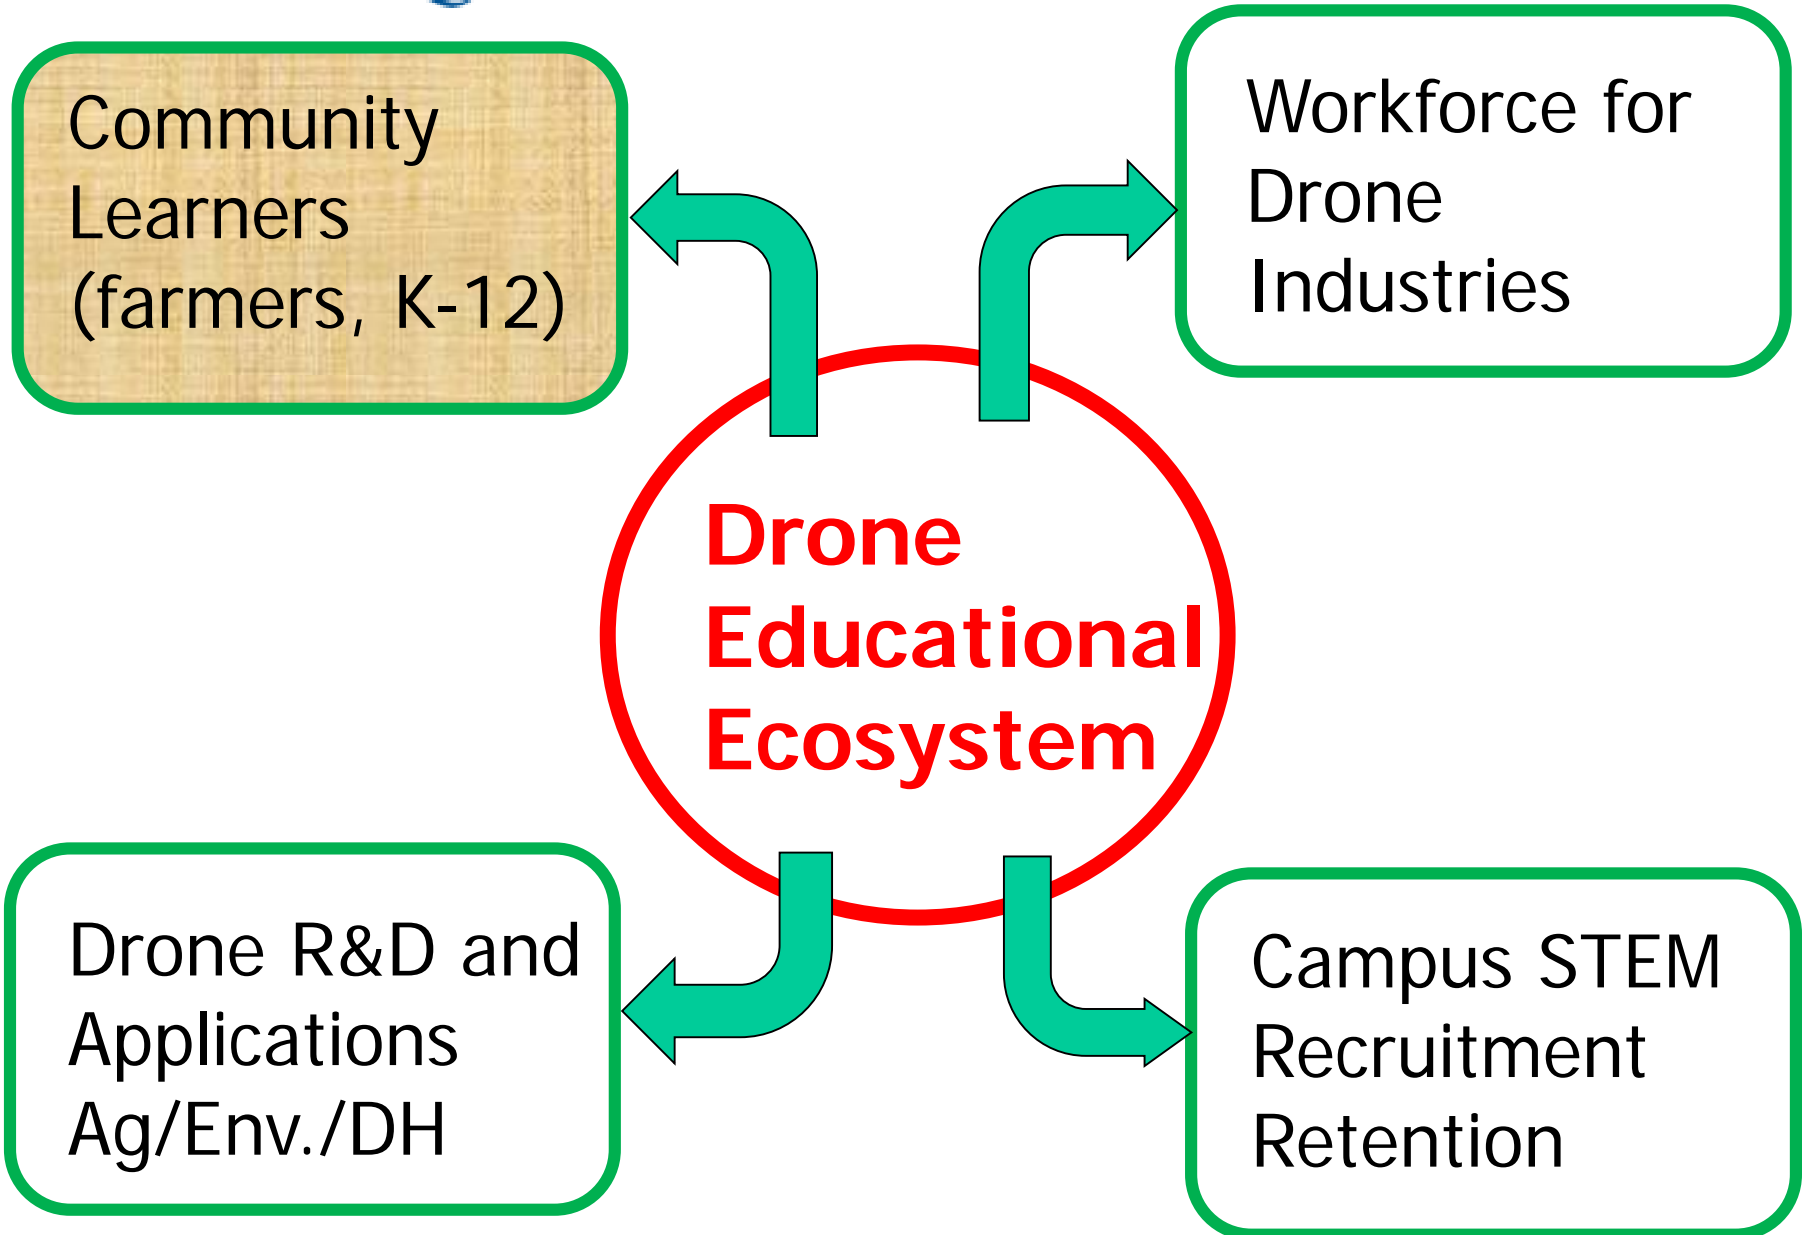 Community
Learners
(farmers, K-12)
Workforce for
Drone
Industries
Drone
Educational
Ecosystem
Drone R&D and
Applications
Ag/Env./DH
Campus STEM
Recruitment
Retention